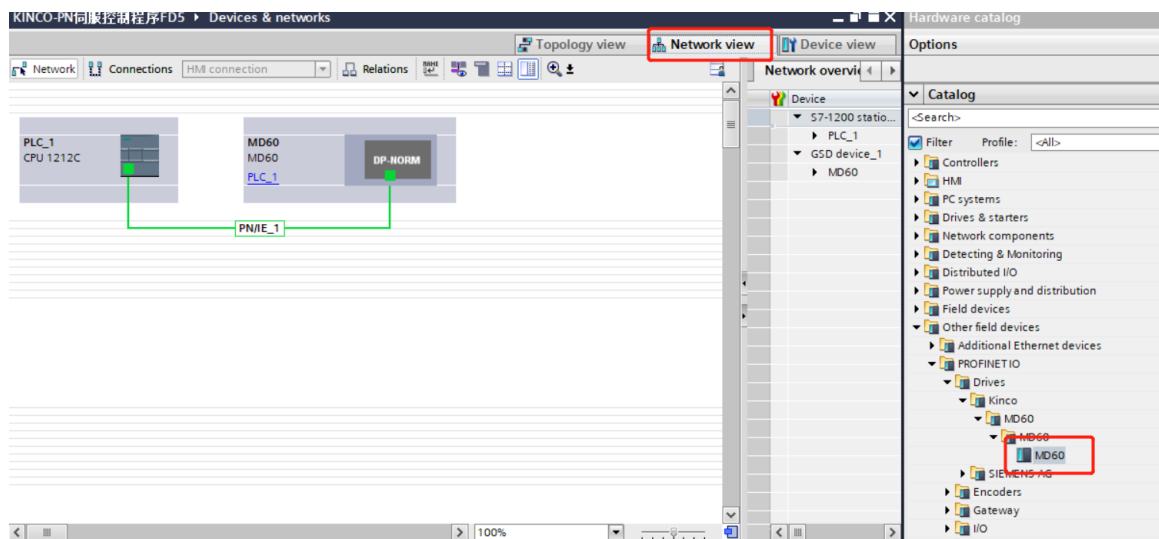 KINCO-PN伺服控制程序FD5 ▸ Devices & networks
Hardware catalog
Topology view
Network view
Device view
Options
Network
Connections
HMI connection
Relations
Network overvie
Catalog
<Search>
Filter
Profile:
<All>
Device
S7-1200 statio...
PLC_1
GSD device_1
MD60
PLC_1
CPU 1212C
MD60
MD60
PLC_1
DP-NORM
PN/IE_1
Controllers
HMI
PC systems
Drives & starters
Network components
Detecting & Monitoring
Distributed I/O
Power supply and distribution
Field devices
Other field devices
Additional Ethernet devices
PROFINET IO
Drives
Kinco
MD60
MD60
MD60
SIEMENS AG
Encoders
Gateway
I/O
100%